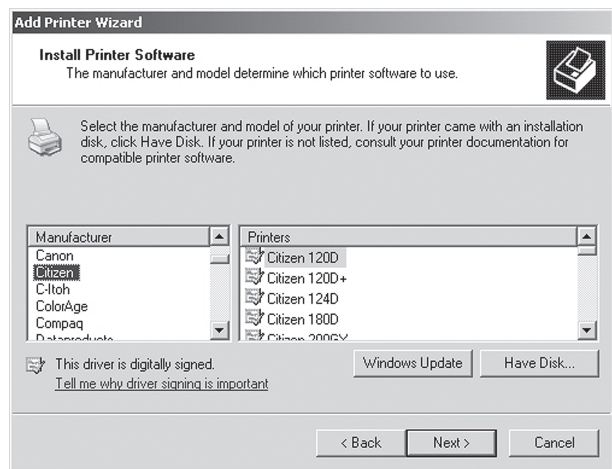 Add Printer Wizard
Install Printer Software
The manufacturer and model determine which printer software to use.
Select the manufacturer and model of your printer. If your printer came with an installation
disk, click Have Disk. If your printer is not listed, consult your printer documentation for
compatible printer software.
Manufacturer
Canon
Citizen
C-Itoh
ColorAge
Compaq
Dataproducts
Printers
Citizen 120D
Citizen 120D+
Citizen 124D
Citizen 180D
Citizen 200GX
This driver is digitally signed.
Tell me why driver signing is important
Windows Update
Have Disk...
< Back
Next >
Cancel